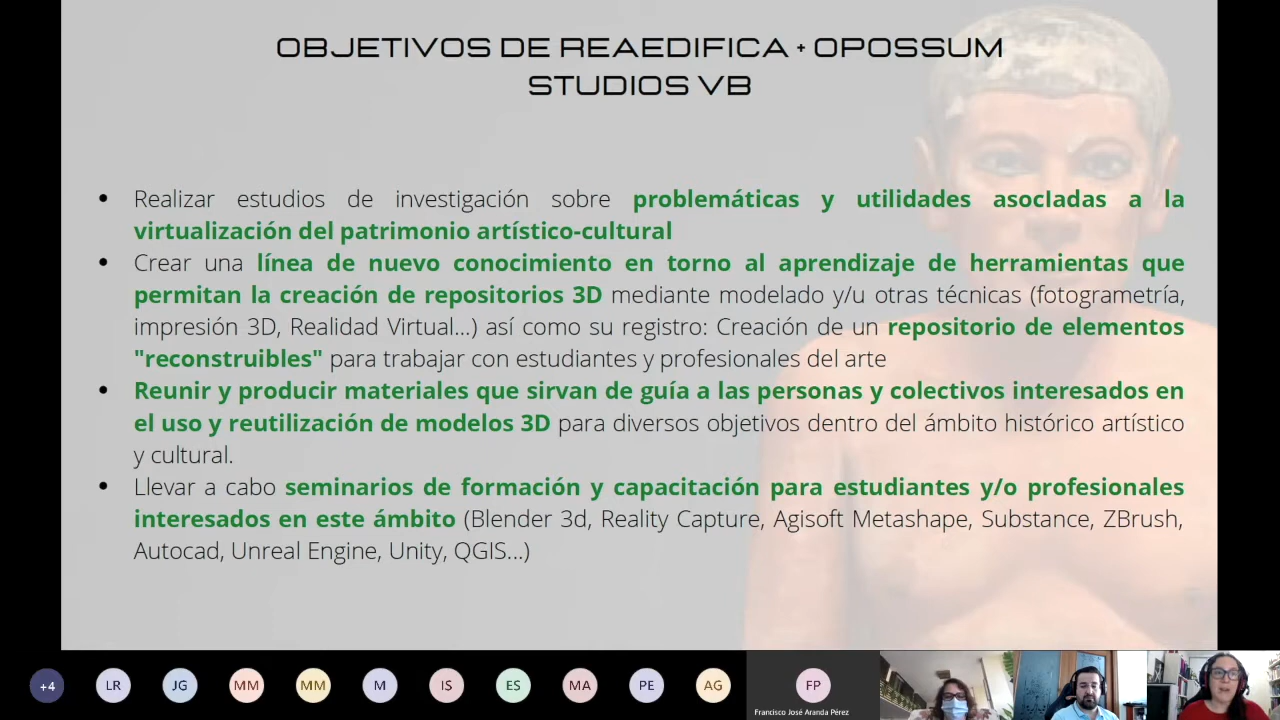 OBJETIVOS DE REAEDIFICA + OPOSSUM
STUDIOS VB
• Realizar estudios de investigación sobre problemáticas y utilidades asocIadas a la
virtualización del patrimonio artístico-cultural
• Crear una línea de nuevo conocimiento en torno al aprendizaje de herramientas que
permitan la creación de repositorios 3D mediante modelado y/u otras técnicas (fotogrametría,
impresión 3D, Realidad Virtual...) así como su registro: Creación de un repositorio de elementos
"reconstruibles" para trabajar con estudiantes y profesionales del arte
• Reunir y producir materiales que sirvan de guía a las personas y colectivos interesados en
el uso y reutilización de modelos 3D para diversos objetivos dentro del ámbito histórico artístico
y cultural.
• Llevar a cabo seminarios de formación y capacitación para estudiantes y/o profesionales
interesados en este ámbito (Blender 3d, Reality Capture, Agisoft Metashape, Substance, ZBrush,
Autocad, Unreal Engine, Unity, QGIS...)
+4 LR JG MM MM M IS ES MA PE AG FP
Francisco José Aranda Pérez